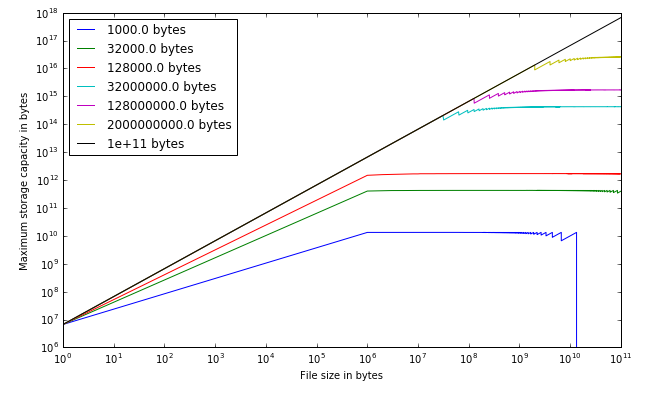 10^18
10^17
10^16
10^15
10^14
10^13
10^12
10^11
10^10
10^9
10^8
10^7
10^6
Maximum storage capacity in bytes
1000.0 bytes
32000.0 bytes
128000.0 bytes
32000000.0 bytes
128000000.0 bytes
2000000000.0 bytes
1e+11 bytes
10^0 10^1 10^2 10^3 10^4 10^5 10^6 10^7 10^8 10^9 10^10 10^11
File size in bytes